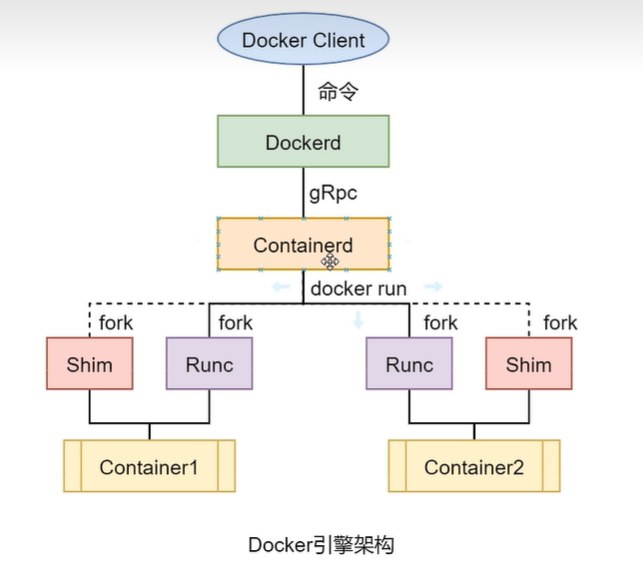 Docker Client
命令
Dockerd
gRpc
Containerd
docker run
fork
fork
fork
fork
Shim
Runc
Runc
Shim
Container1
Container2
Docker引擎架构